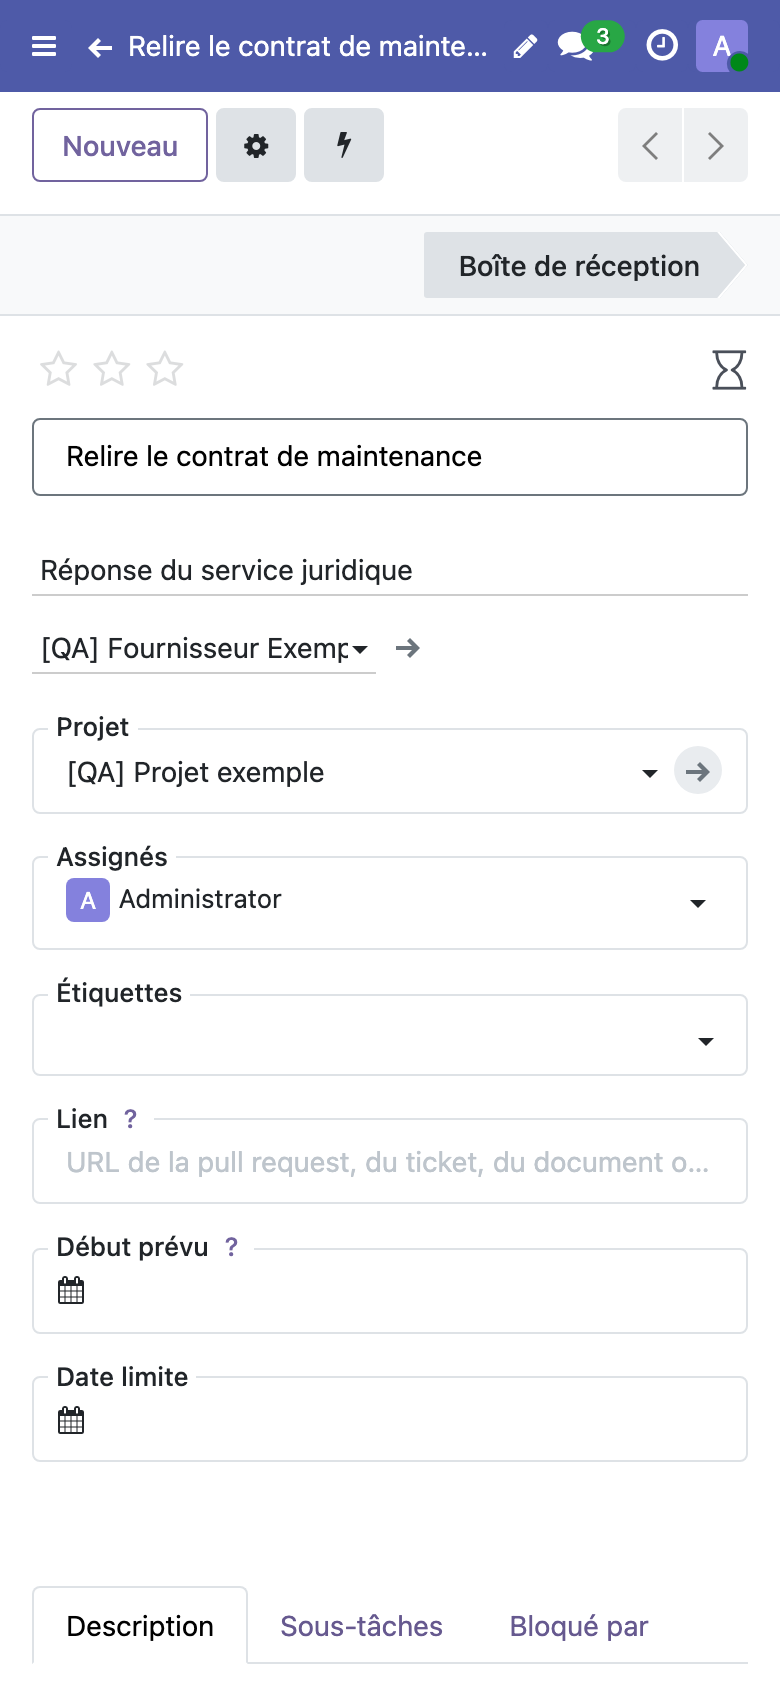 Relire le contrat de mainte...
3
A
Nouveau
Boîte de réception
Relire le contrat de maintenance
Réponse du service juridique
[QA] Fournisseur Exemp
Projet
[QA] Projet exemple
Assignés
A Administrator
Étiquettes
Lien ?
URL de la pull request, du ticket, du document o...
Début prévu ?
Date limite
Description Sous-tâches Bloqué par